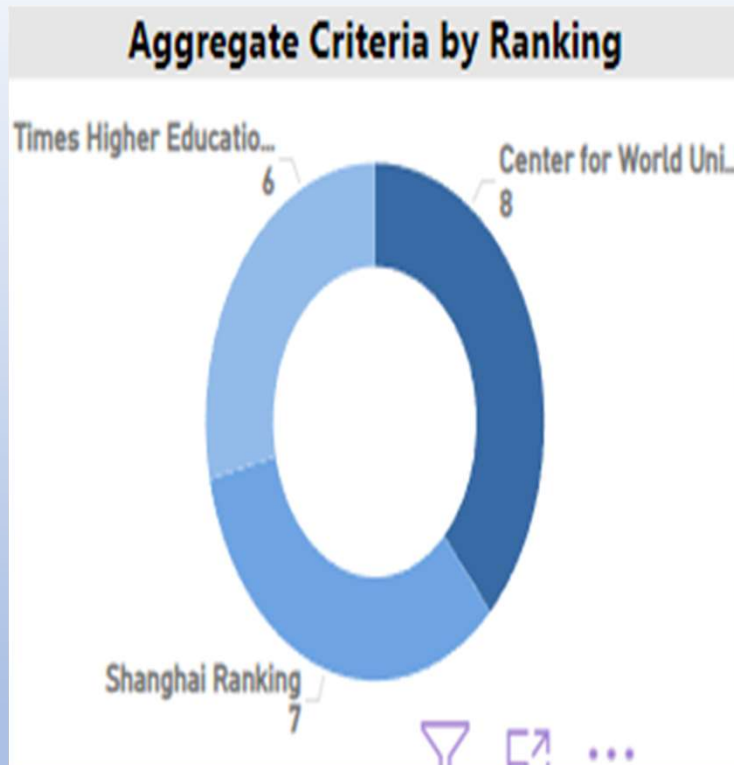 Aggregate Criteria by Ranking
Times Higher Educatio...
6
Center for World Uni...
8
Shanghai Ranking
7